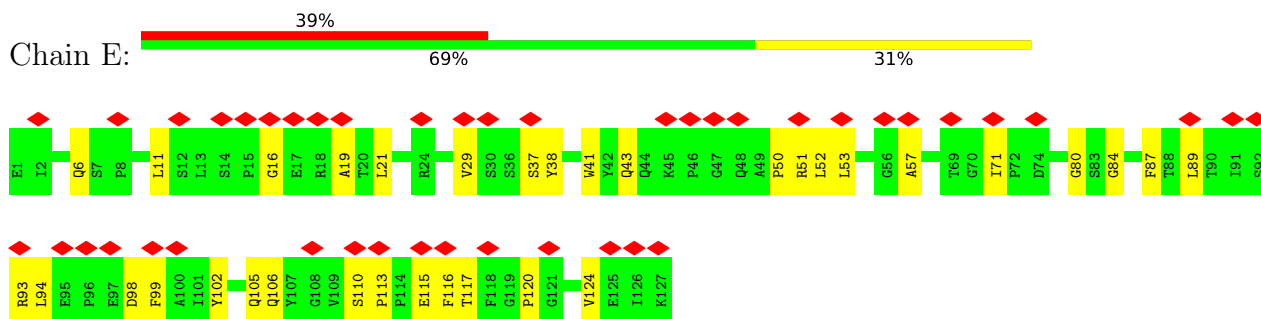 39%
Chain E:
69% 31%
E1 I2 Q6 S7 P8 L11 S12 L13 S14 P15 G16 E17 R18 A19 T20 L21 R24 V29 S30 S36 S37 Y38 W41 Y42 Q43 Q44 K45 P46 G47 Q48 A49 P50 R51 L52 L53 G56 A57 T69 G70 I71 P72 D74 G80 S83 G84 F87 T88 L89 T90 I91 S92
R93 L94 E95 P96 E97 D98 F99 A100 I101 Y102 Q105 Q106 Y107 G108 V109 S110 P113 P114 E115 F116 T117 F118 G119 P120 G121 V124 E125 I126 K127